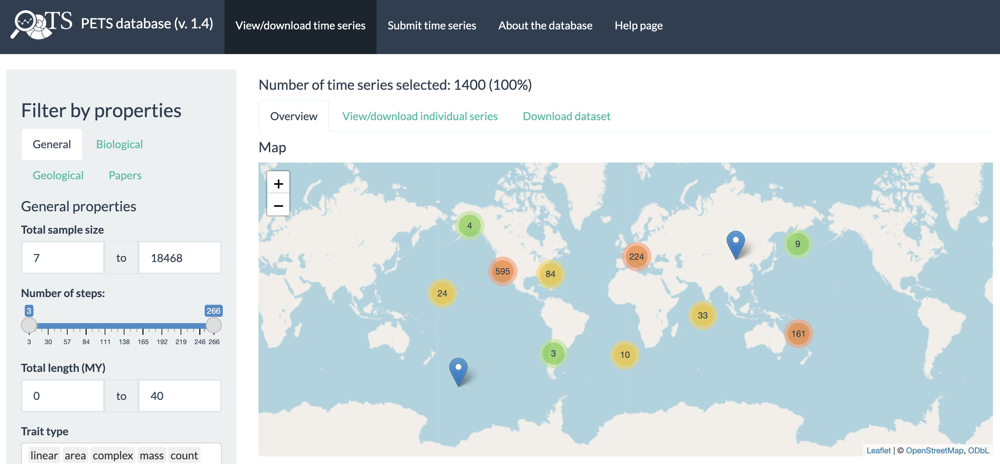 TS PETS database (v. 1.4) View/download time series Submit time series About the database Help page
Filter by properties
General Biological
Geological Papers
General properties
Total sample size
7 to 18468
Number of steps:
3 266
3 30 57 84 111 138 165 192 219 246 266
Total length (MY)
0 to 40
Trait type
linear area complex mass count
Number of time series selected: 1400 (100%)
Overview View/download individual series Download dataset
Map
+
−
4
9
224
595
84
24
33
161
3
10
Leaflet | © OpenStreetMap, ODbL